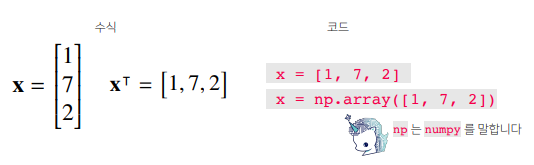 수식
코드
x = [1 7 2] xᵀ = [1, 7, 2]
x = [1, 7, 2]
x = np.array([1, 7, 2])
np 는 numpy 를 말합니다